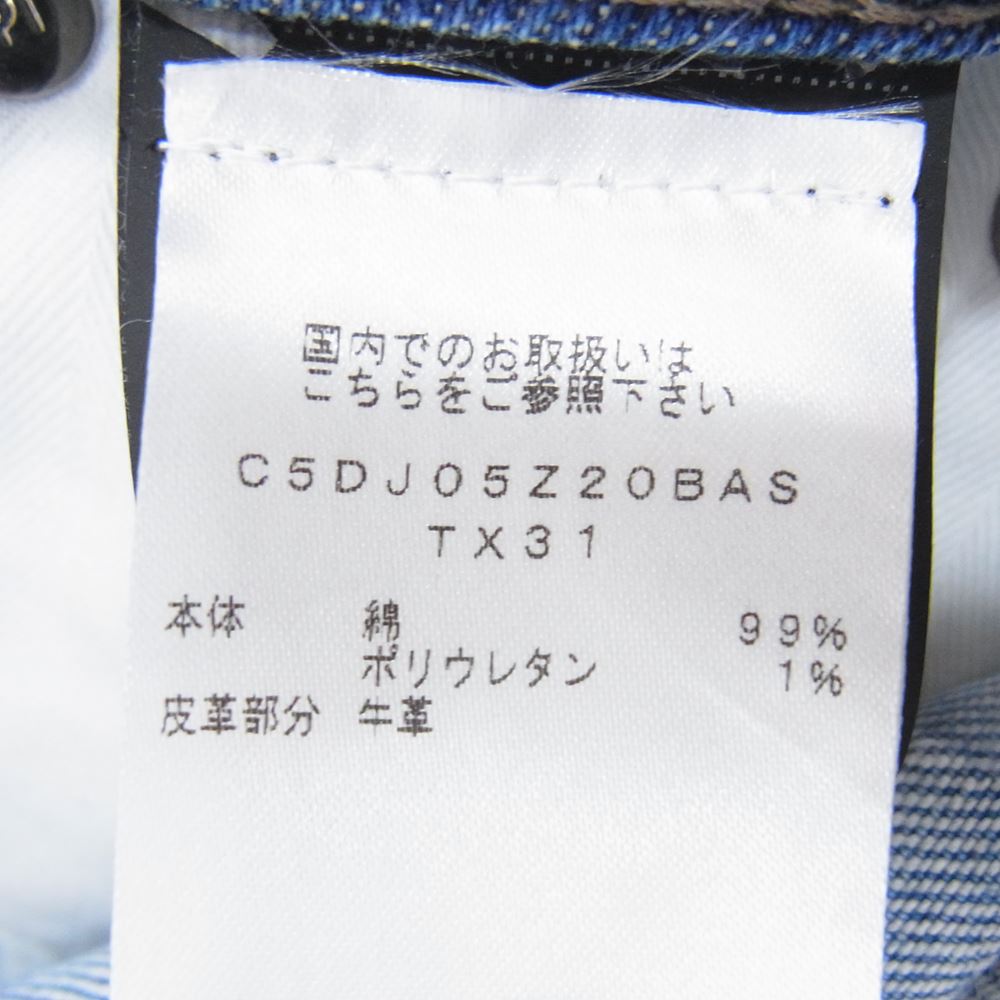 国内でのお取扱いは
こちらをご参照下さい
C5DJ05Z20BAS
TX31
本体 綿 99%
ポリウレタン 1%
皮革部分 牛革